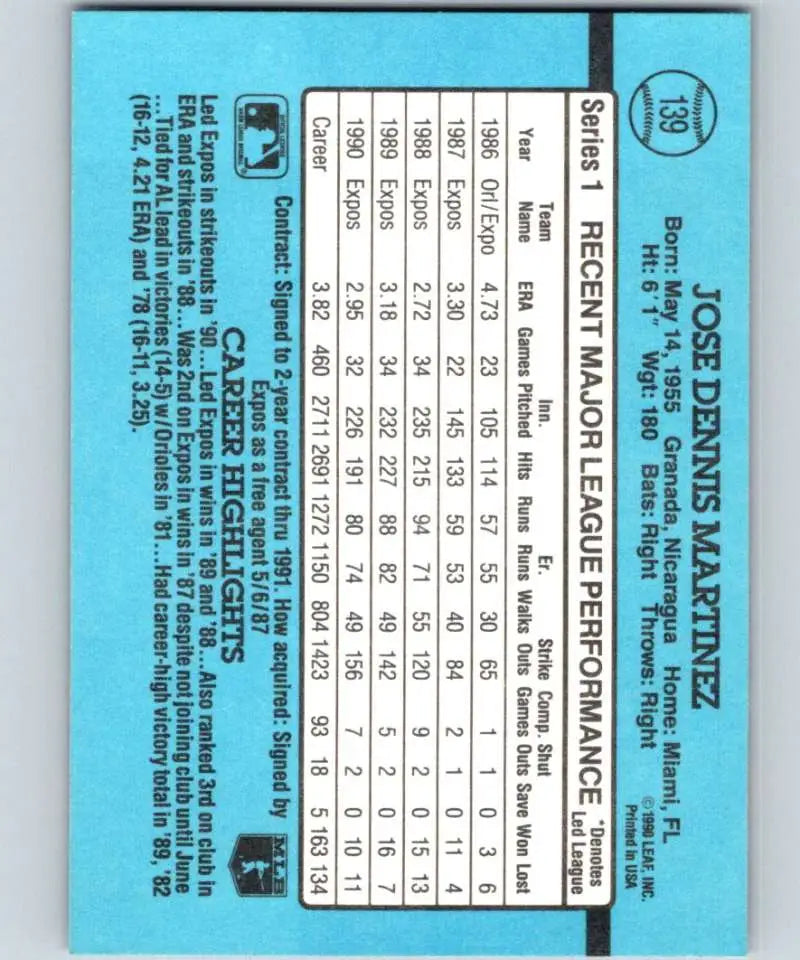 139
JOSE DENNIS MARTINEZ
Born: May 14, 1955 Granada, Nicaragua Home: Miami, FL
Ht: 6' 1" Wgt: 180 Bats: Right Throws: Right
© 1990 LEAF, INC.
Printed in USA
Series 1 RECENT MAJOR LEAGUE PERFORMANCE *Denotes Led League
Team Inn. Er. Strike Comp. Shut
Year Name ERA Games Pitched Hits Runs Runs Walks Outs Games Outs Save Won Lost
1986 Orl/Expo 4.73 23 105 114 57 55 30 65 1 1 0 3 6
1987 Expos 3.30 22 145 133 59 53 40 84 2 1 0 11 4
1988 Expos 2.72 34 235 215 94 71 55 120 9 2 0 15 13
1989 Expos 3.18 34 232 227 88 82 49 142 5 2 0 16 7
1990 Expos 2.95 32 226 191 80 74 49 156 7 2 0 10 11
Career 3.82 460 2711 2691 1272 1150 804 1423 93 18 5 163 134
Contract: Signed to 2-year contract thru 1991. How acquired: Signed by
Expos as a free agent 5/6/87
MLB
CAREER HIGHLIGHTS
Led Expos in strikeouts in '90...Led Expos in wins in '89 and '88...Also ranked 3rd on club in
ERA and strikeouts in '88...Was 2nd on Expos in wins in '87 despite not joining club until June
...Tied for AL lead in victories (14-5) w/Orioles in '81...Had career-high victory total in '89, '82
(16-12, 4.21 ERA) and '78 (16-11, 3.25).